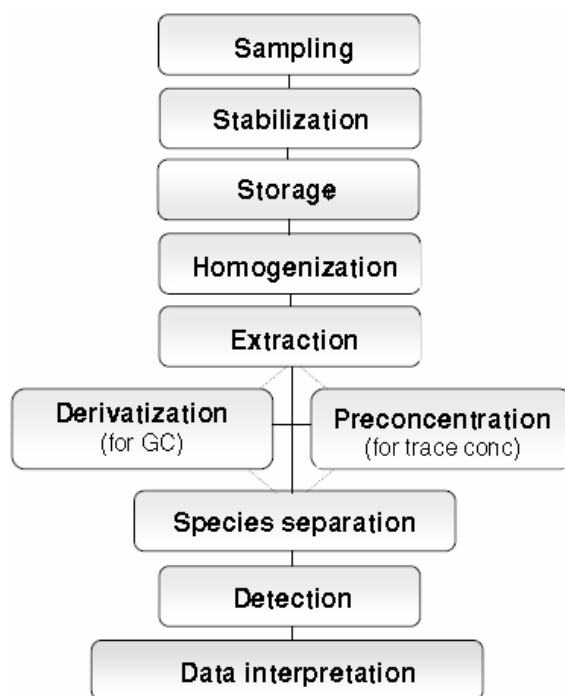 Sampling
Stabilization
Storage
Homogenization
Extraction
Derivatization
(for GC)
Preconcentration
(for trace conc)
Species separation
Detection
Data interpretation